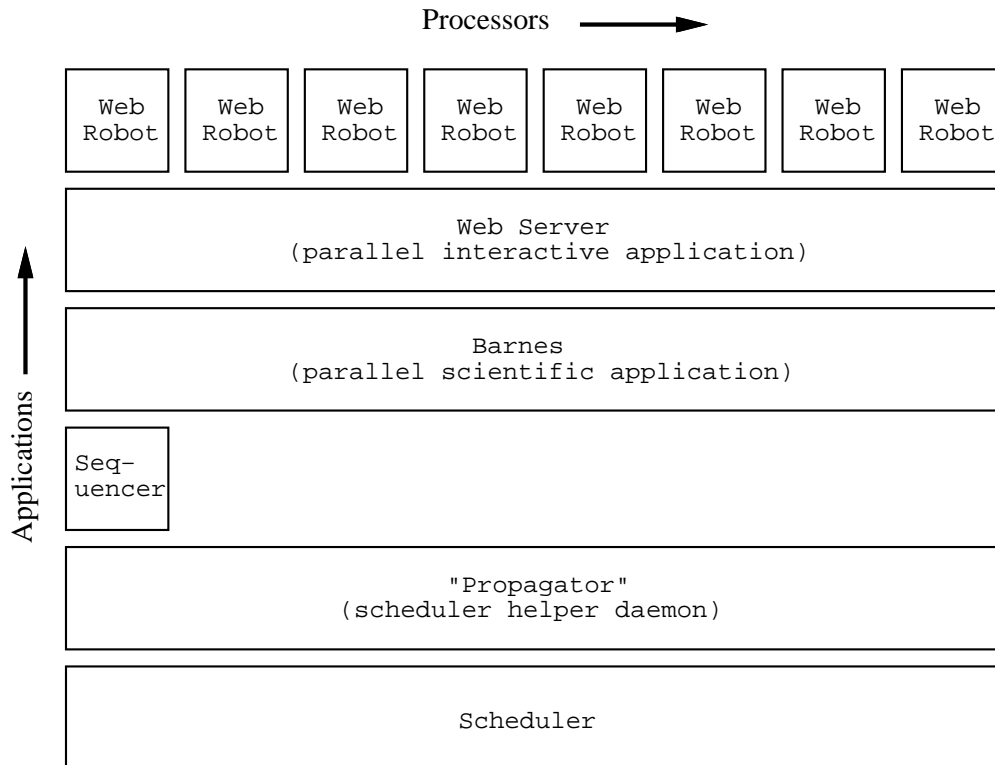 Processors
Web Web Web Web Web Web Web Web
Robot Robot Robot Robot Robot Robot Robot Robot
Web Server
(parallel interactive application)
Barnes
(parallel scientific application)
Applications
Seq-
uencer
"Propagator"
(scheduler helper daemon)
Scheduler